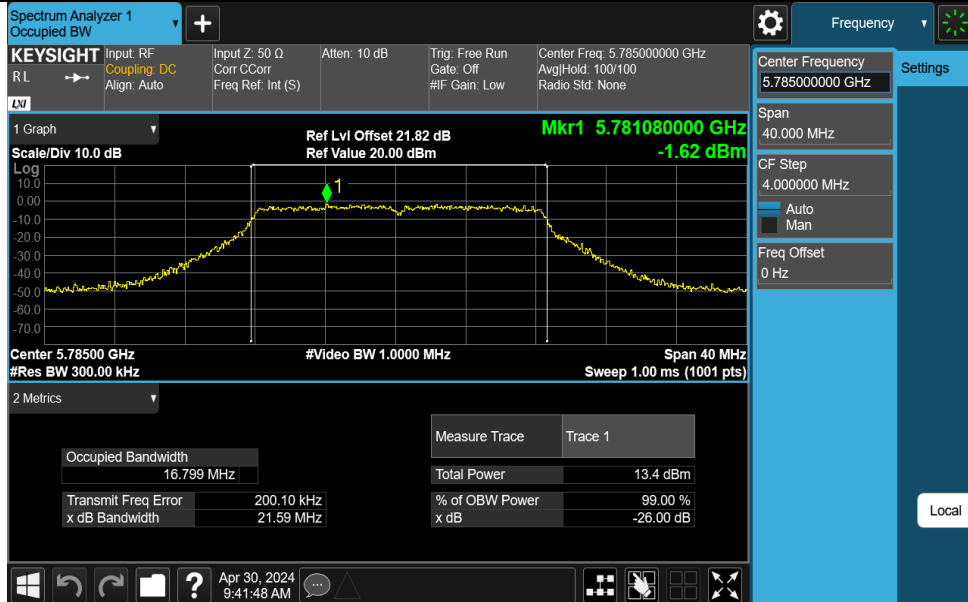 Spectrum Analyzer 1
Occupied BW
+
Frequency
KEYSIGHT
RL
LXI
Input: RF
Coupling: DC
Align: Auto
Input Z: 50 Ω
Corr CCorr
Freq Ref: Int (S)
Atten: 10 dB
Trig: Free Run
Gate: Off
#IF Gain: Low
Center Freq: 5.785000000 GHz
Avg|Hold: 100/100
Radio Std: None
Center Frequency
5.785000000 GHz
Settings
Span
40.000 MHz
CF Step
4.000000 MHz
Auto
Man
Freq Offset
0 Hz
1 Graph
Scale/Div 10.0 dB
Ref Lvl Offset 21.82 dB
Ref Value 20.00 dBm
Mkr1 5.781080000 GHz
-1.62 dBm
Log
10.0
0.00
-10.0
-20.0
-30.0
-40.0
-50.0
-60.0
-70.0
1
Center 5.78500 GHz
#Video BW 1.0000 MHz
Span 40 MHz
#Res BW 300.00 kHz
Sweep 1.00 ms (1001 pts)
2 Metrics
Measure Trace
Trace 1
Occupied Bandwidth
16.799 MHz
Total Power
13.4 dBm
Transmit Freq Error
200.10 kHz
% of OBW Power
99.00 %
x dB Bandwidth
21.59 MHz
x dB
-26.00 dB
Local
?
Apr 30, 2024
9:41:48 AM